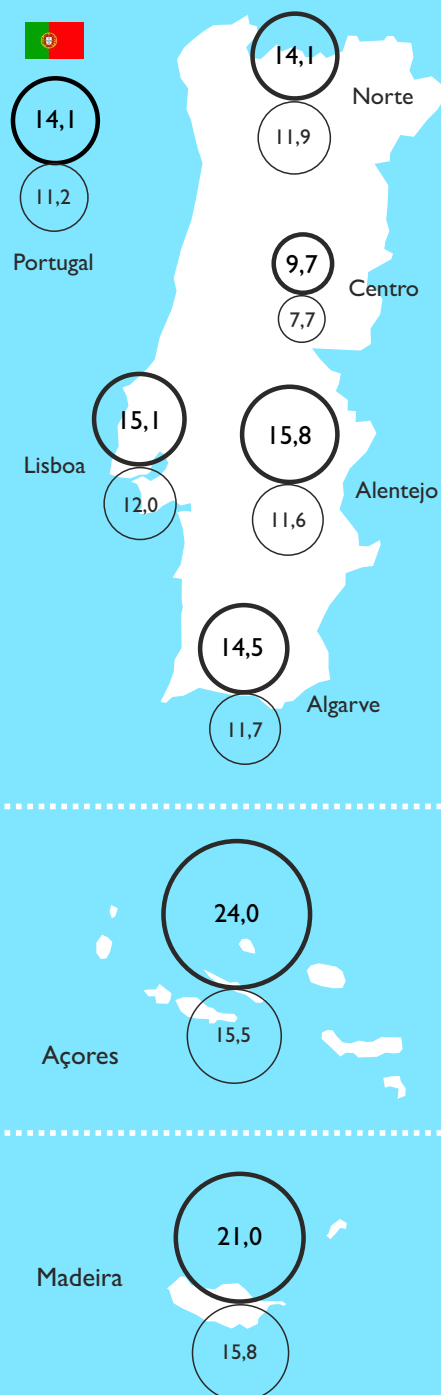 14,1
Norte
14,1
11,9
11,2
Portugal
9,7
Centro
7,7
15,1
15,8
Lisboa
Alentejo
12,0
11,6
14,5
Algarve
11,7
24,0
15,5
Açores
21,0
Madeira
15,8